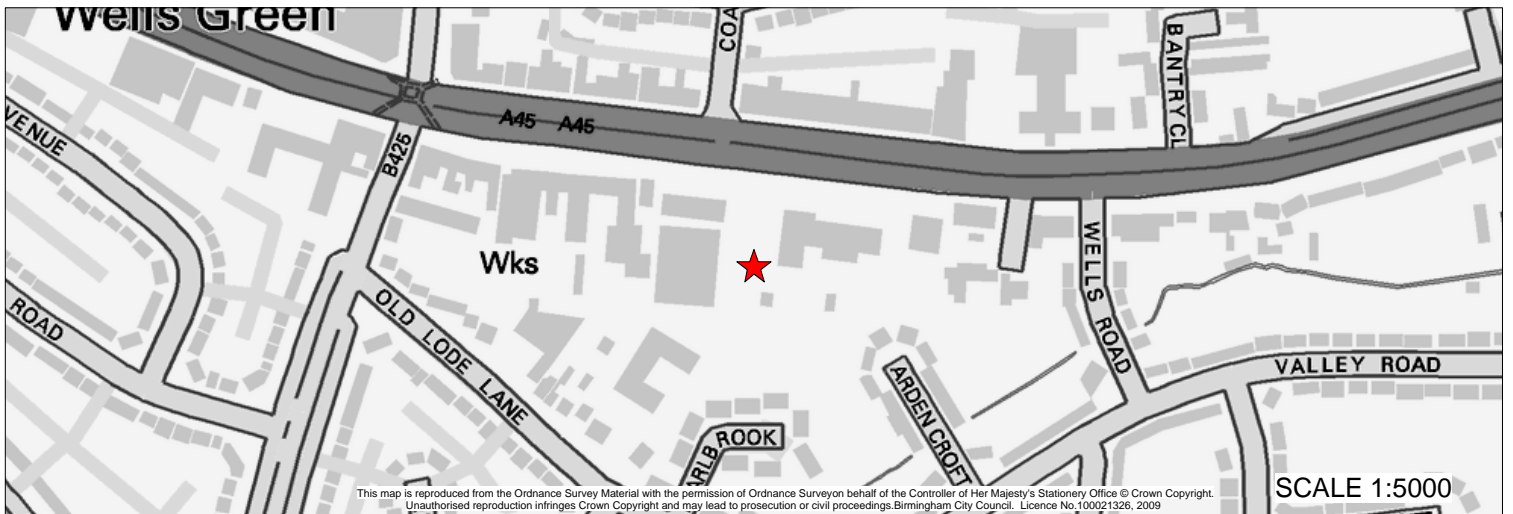 Wells Green
COA
BANTRY CL
A45 A45
VENUE
B425
Wks
WELLS ROAD
OLD LODE LANE
ROAD
VALLEY ROAD
ARDEN CROFT
ARLB ROOK
SCALE 1:5000
This map is reproduced from the Ordnance Survey Material with the permission of Ordnance Surveyon behalf of the Controller of Her Majesty's Stationery Office © Crown Copyright.
Unauthorised reproduction infringes Crown Copyright and may lead to prosecution or civil proceedings.Birmingham City Council. Licence No.100021326, 2009